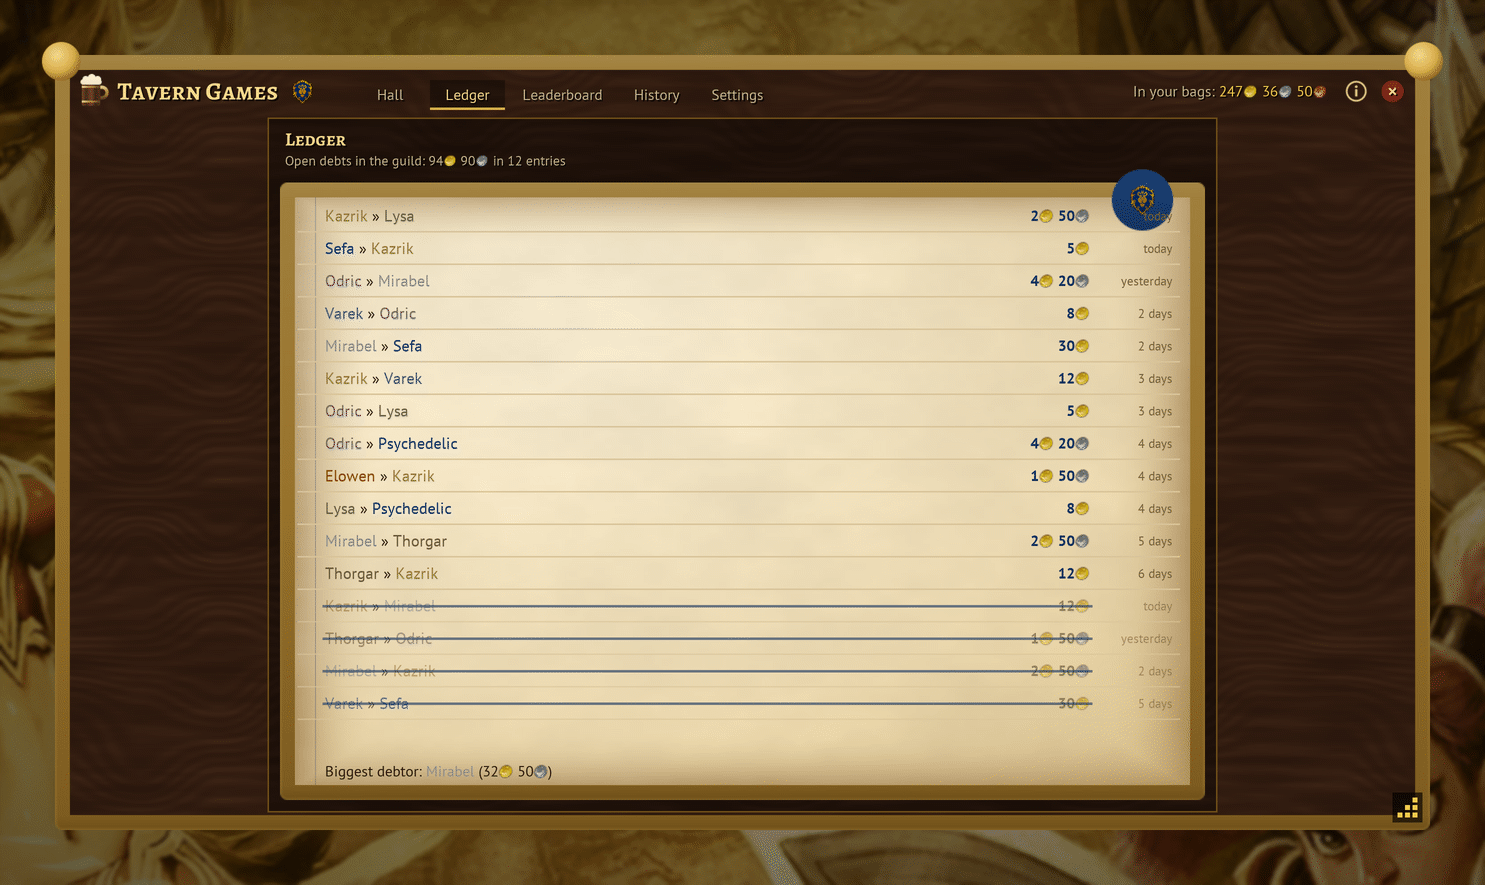 Tavern Games Hall Ledger Leaderboard History Settings In your bags: 247 36 50
Ledger
Open debts in the guild: 94 90 in 12 entries
Kazrik » Lysa 2 50 today
Sefa » Kazrik 5 today
Odric » Mirabel 4 20 yesterday
Varek » Odric 8 2 days
Mirabel » Sefa 30 2 days
Kazrik » Varek 12 3 days
Odric » Lysa 5 3 days
Odric » Psychedelic 4 20 4 days
Elowen » Kazrik 1 50 4 days
Lysa » Psychedelic 8 4 days
Mirabel » Thorgar 2 50 5 days
Thorgar » Kazrik 12 6 days
Kazrik » Mirabel 12 today
Thorgar » Odric 1 50 yesterday
Mirabel » Kazrik 2 50 2 days
Varek » Sefa 30 5 days
Biggest debtor: Mirabel (32 50)